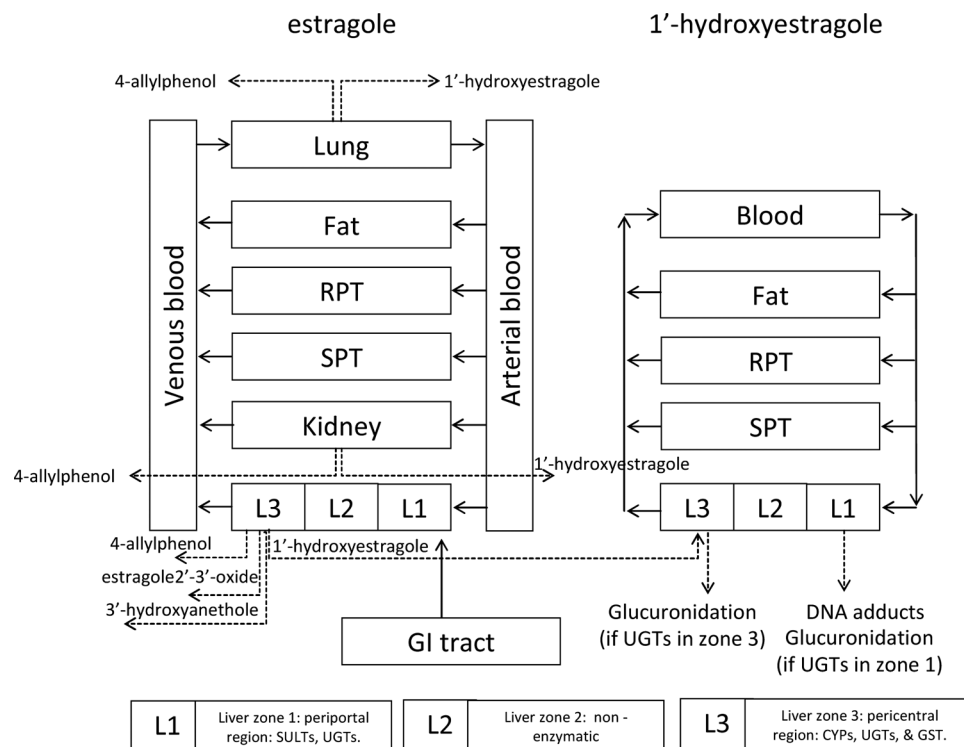 estragole
1’-hydroxyestragole
4-allylphenol
1’-hydroxyestragole
Lung
Fat
RPT
SPT
Kidney
Venous blood
Arterial blood
4-allylphenol
1’-hydroxyestragole
L3
L2
L1
4-allylphenol
1’-hydroxyestragole
estragole2’-3’-oxide
3’-hydroxyanethole
GI tract
Blood
Fat
RPT
SPT
L3
L2
L1
Glucuronidation
(if UGTs in zone 3)
DNA adducts
Glucuronidation
(if UGTs in zone 1)
L1
Liver zone 1: periportal
region: SULTs, UGTs.
L2
Liver zone 2: non -
enzymatic
L3
Liver zone 3: pericentral
region: CYPs, UGTs, & GST.